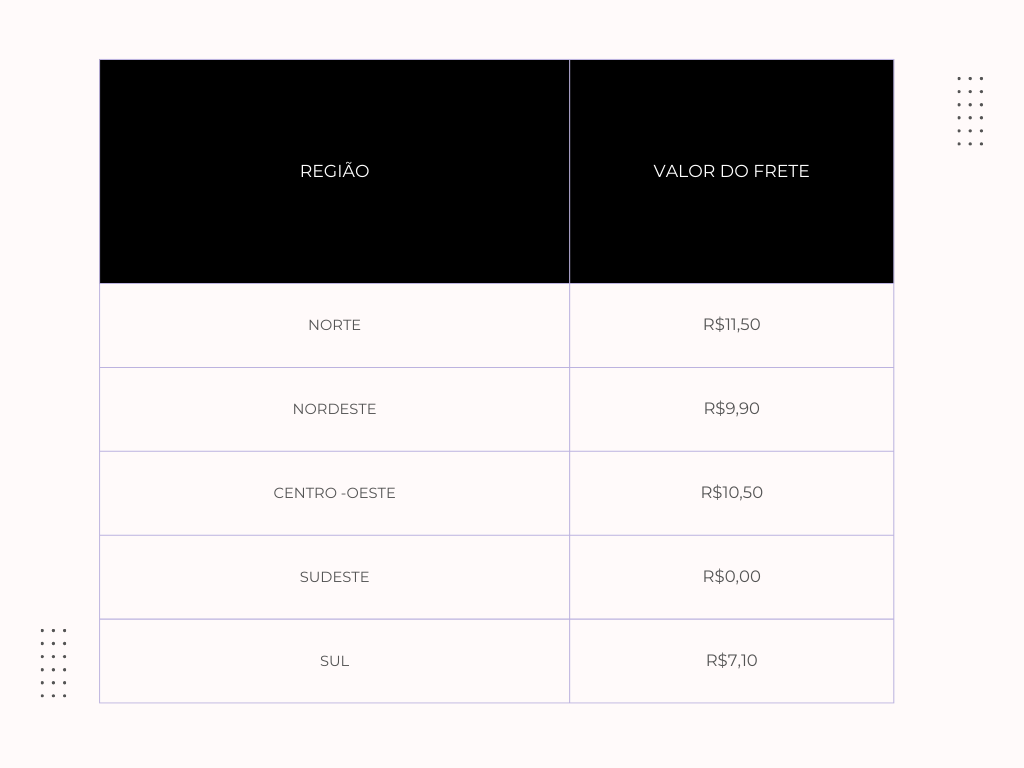 REGIÃO VALOR DO FRETE
NORTE R$11,50
NORDESTE R$9,90
CENTRO -OESTE R$10,50
SUDESTE R$0,00
SUL R$7,10